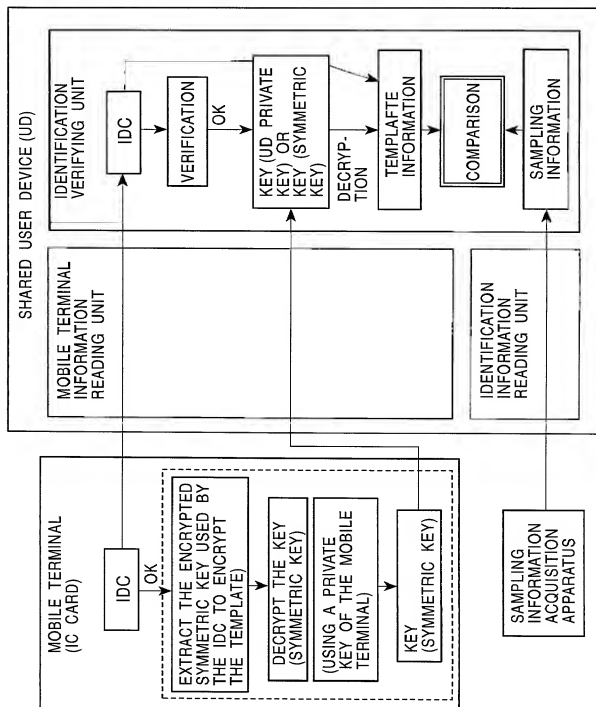 SHARED USER DEVICE (UD)
MOBILE TERMINAL
(IC CARD)
IDC
OK
EXTRACT THE ENCRYPTED
SYMMETRIC KEY USED BY
THE IDC TO ENCRYPT
THE TEMPLATE)
DECRYPT THE KEY
(SYMMETRIC KEY)
(USING A PRIVATE
KEY OF THE MOBILE
TERMINAL)
KEY
(SYMMETRIC KEY)
SAMPLING
INFORMATION
ACQUISITION
APPARATUS
MOBILE TERMINAL
INFORMATION
READING UNIT
IDENTIFICATION
INFORMATION
READING UNIT
IDENTIFICATION
VERIFYING UNIT
IDC
VERIFICATION
OK
KEY (UD PRIVATE
KEY) OR
KEY (SYMMETRIC
KEY)
DECRYP-
TION
TEMPLAFTE
INFORMATION
COMPARISON
SAMPLING
INFORMATION